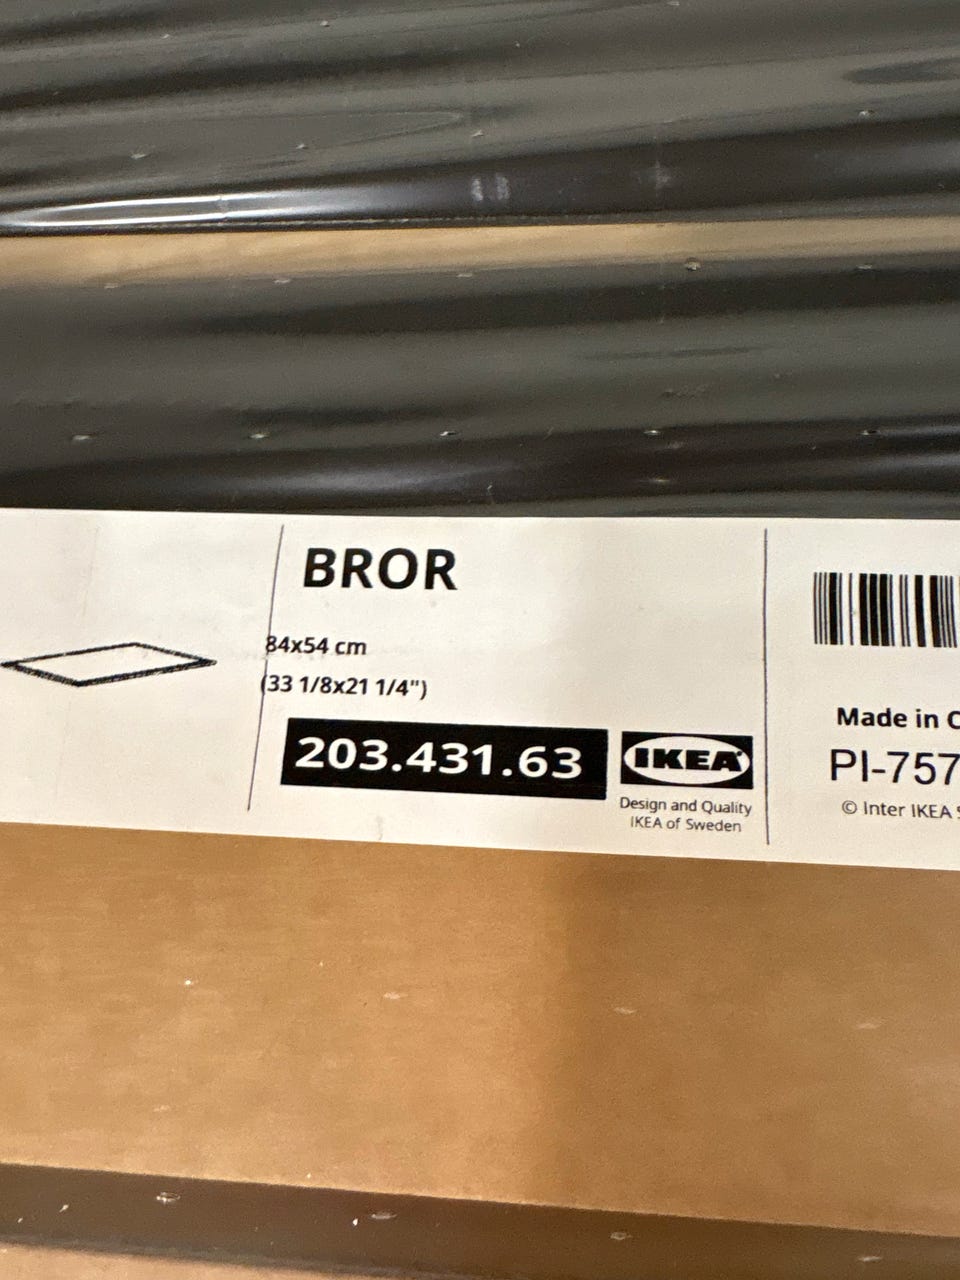 BROR
84x54 cm
(33 1/8x21 1/4")
203.431.63
IKEA
Design and Quality
IKEA of Sweden
Made in
PI-757
© Inter IKEA